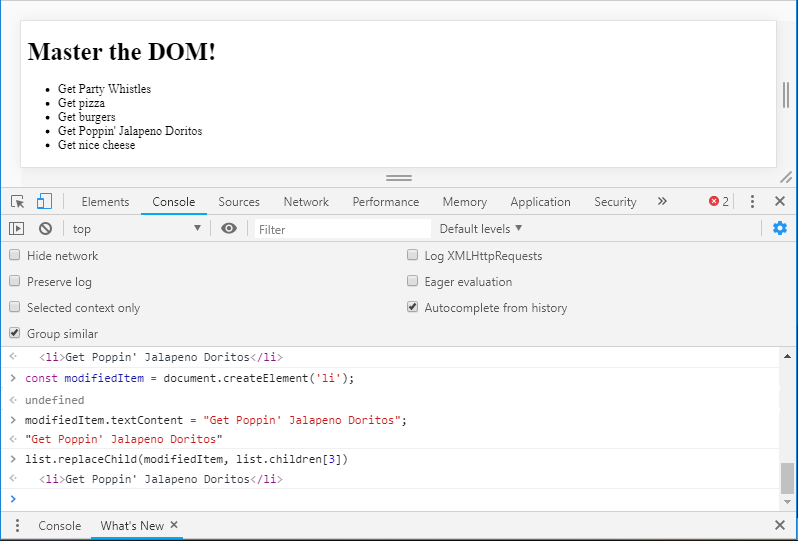 Master the DOM!
Get Party Whistles
Get pizza
Get burgers
Get Poppin' Jalapeno Doritos
Get nice cheese
Elements Console Sources Network Performance Memory Application Security » 2
top Filter Default levels
Hide network Log XMLHttpRequests
Preserve log Eager evaluation
Selected context only Autocomplete from history
Group similar
<li>Get Poppin' Jalapeno Doritos</li>
const modifiedItem = document.createElement('li');
undefined
modifiedItem.textContent = "Get Poppin' Jalapeno Doritos";
"Get Poppin' Jalapeno Doritos"
list.replaceChild(modifiedItem, list.children[3])
<li>Get Poppin' Jalapeno Doritos</li>
Console What's New